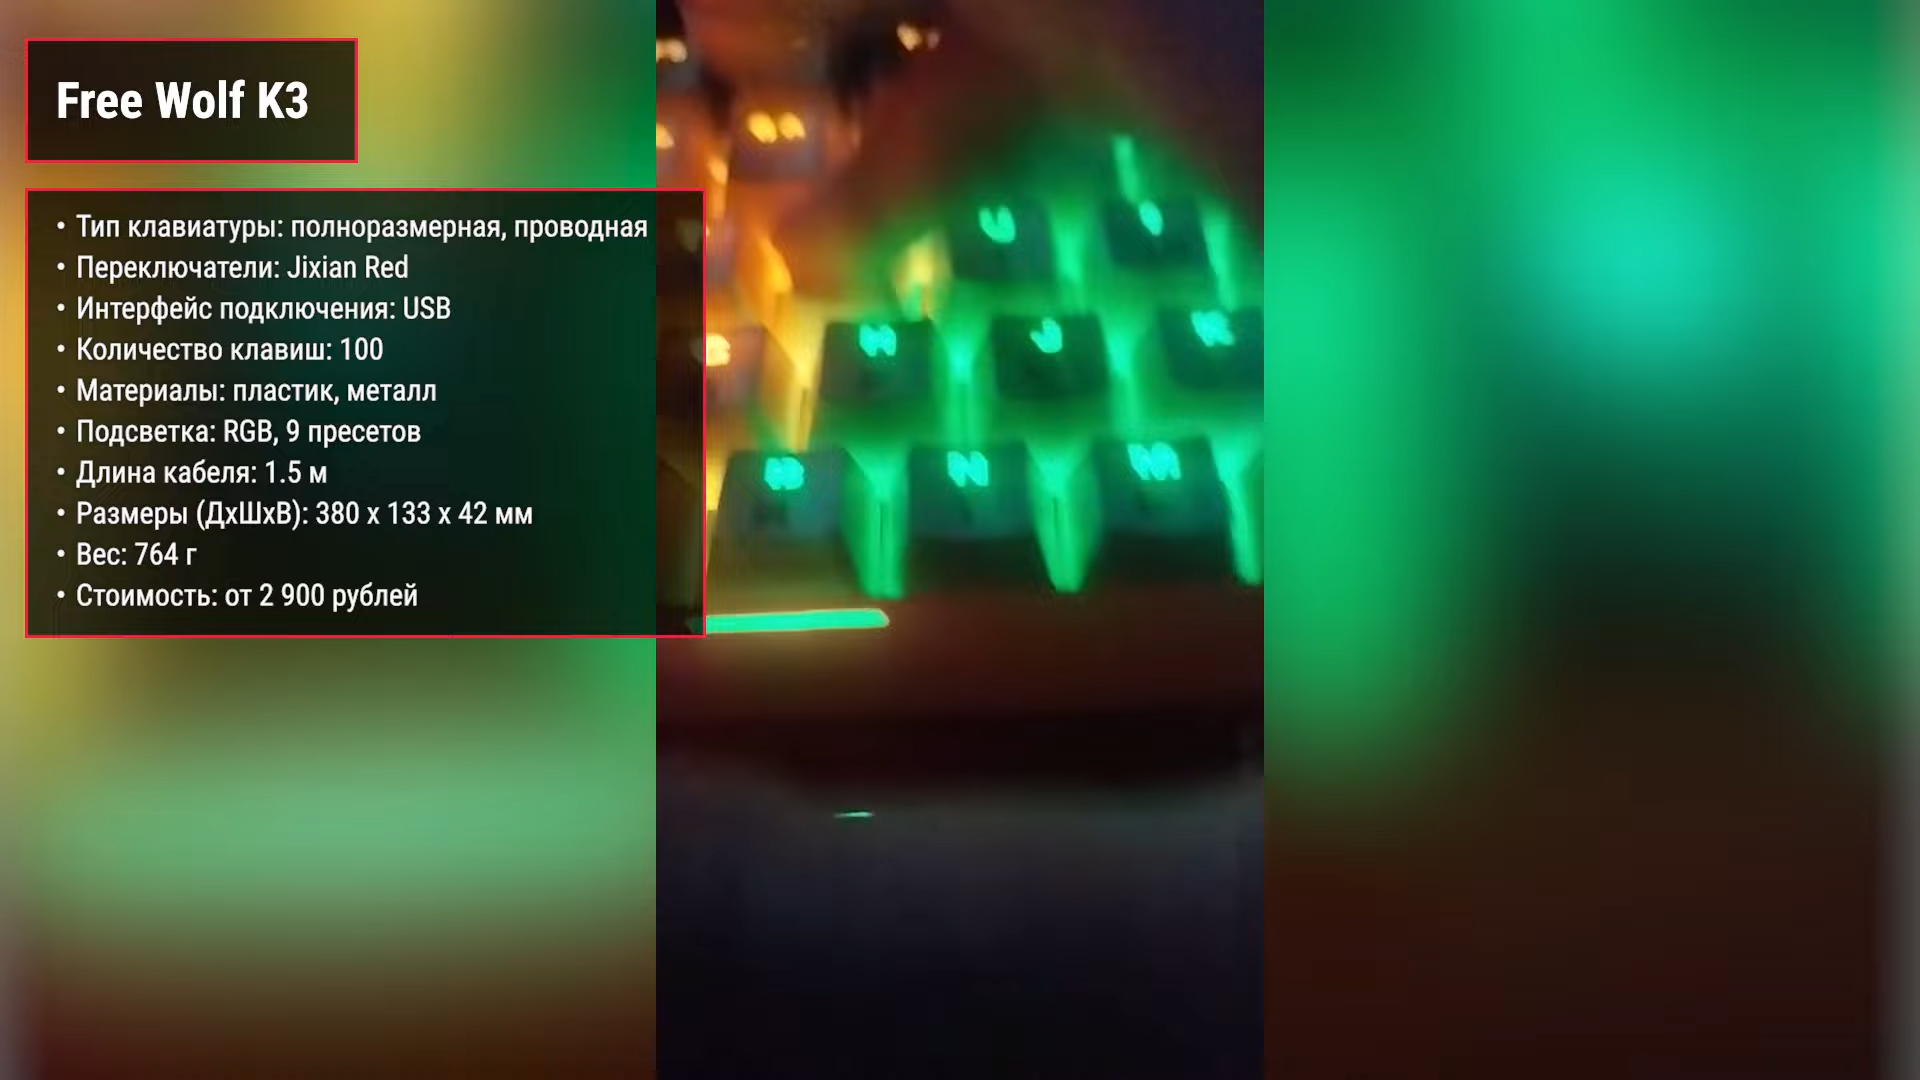 Free Wolf K3
• Тип клавиатуры: полноразмерная, проводная
• Переключатели: Jixian Red
• Интерфейс подключения: USB
• Количество клавиш: 100
• Материалы: пластик, металл
• Подсветка: RGB, 9 пресетов
• Длина кабеля: 1.5 м
• Размеры (ДхШхВ): 380 х 133 х 42 мм
• Вес: 764 г
• Стоимость: от 2 900 рублей
U
H J K
B N M